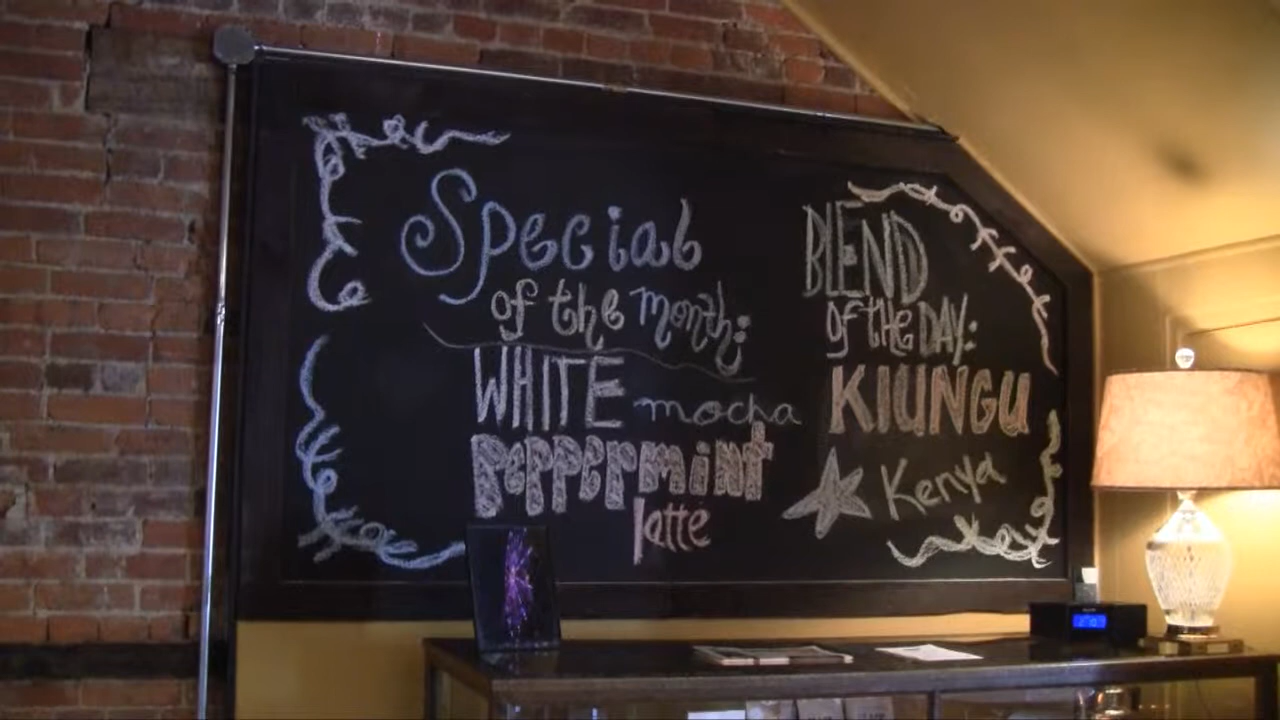 Special
of the month:
WHITE mocha
PEPPERMINT
latte
BLEND
of the DAY:
KIUNGU
Kenya